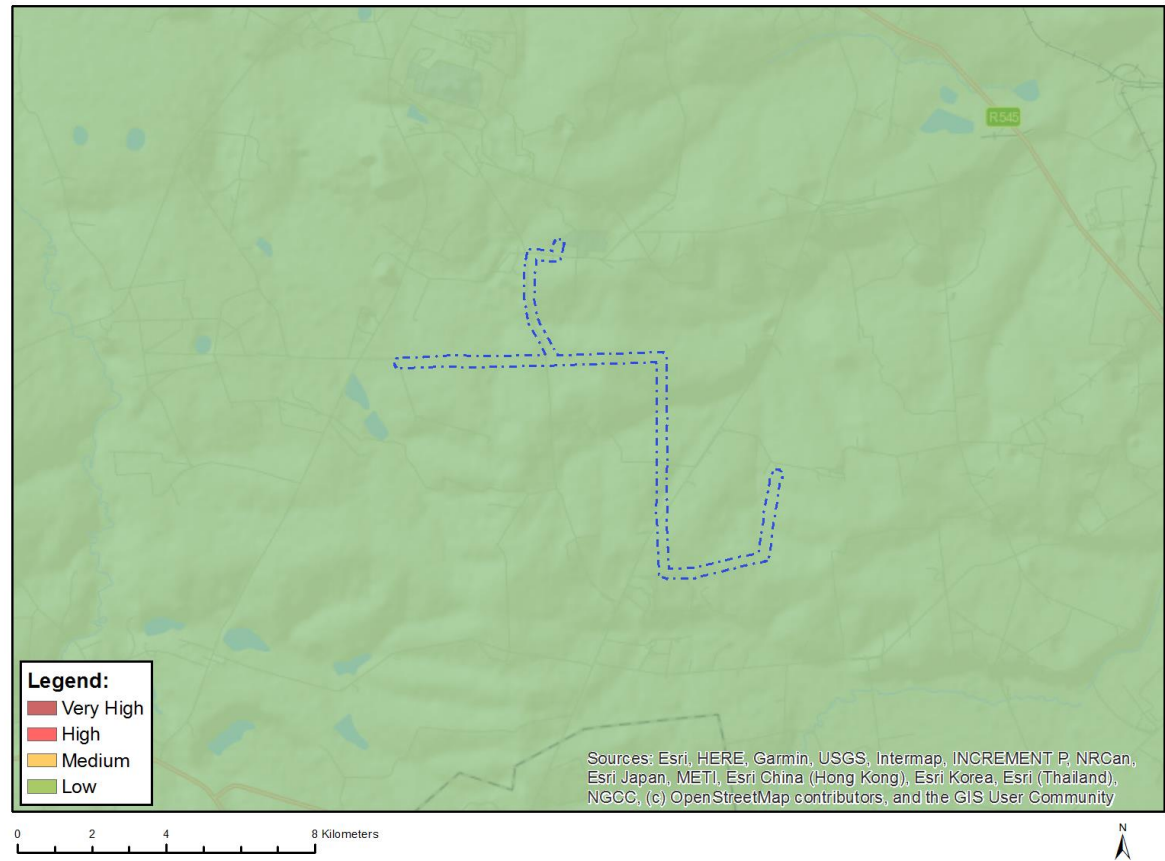 R545
Legend:
Very High
High
Medium
Low
Sources: Esri, HERE, Garmin, USGS, Intermap, INCREMENT P, NRCan,
Esri Japan, METI, Esri China (Hong Kong), Esri Korea, Esri (Thailand),
NGCC, (c) OpenStreetMap contributors, and the GIS User Community
0 2 4 8 Kilometers
N